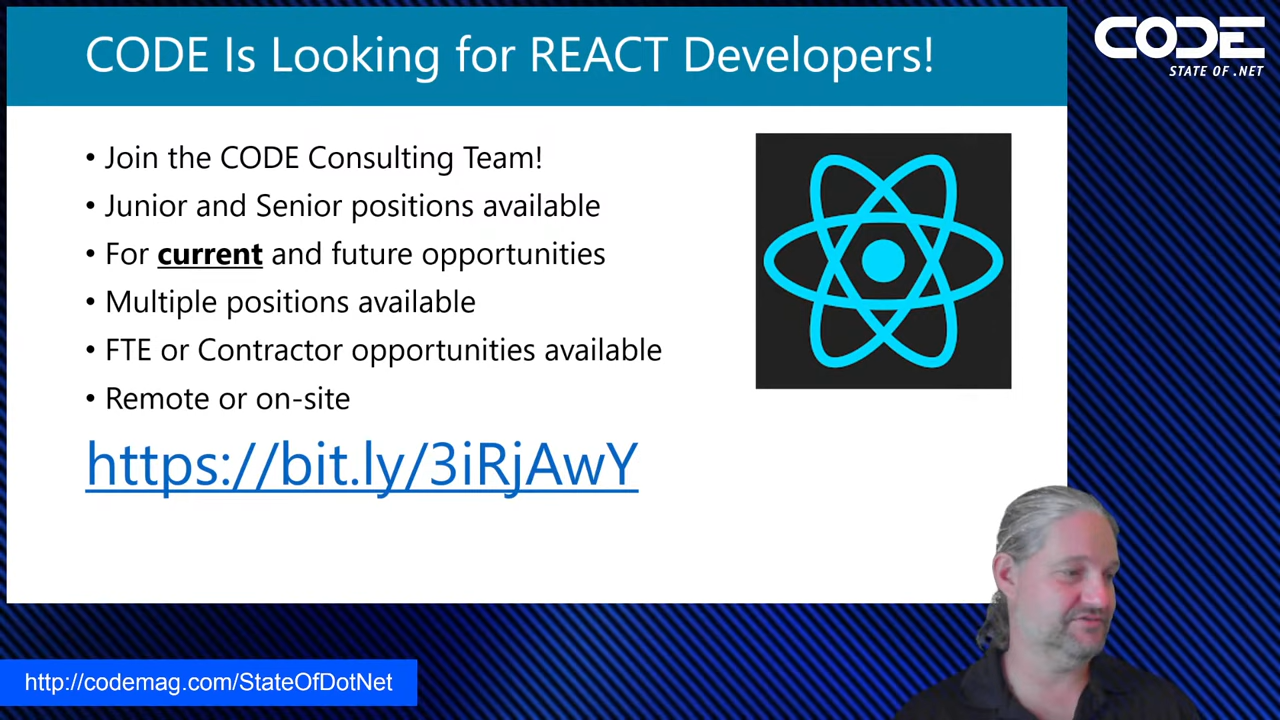 CODE Is Looking for REACT Developers!
CODE
STATE OF .NET
• Join the CODE Consulting Team!
• Junior and Senior positions available
• For current and future opportunities
• Multiple positions available
• FTE or Contractor opportunities available
• Remote or on-site
https://bit.ly/3iRjAwY
http://codemag.com/StateOfDotNet